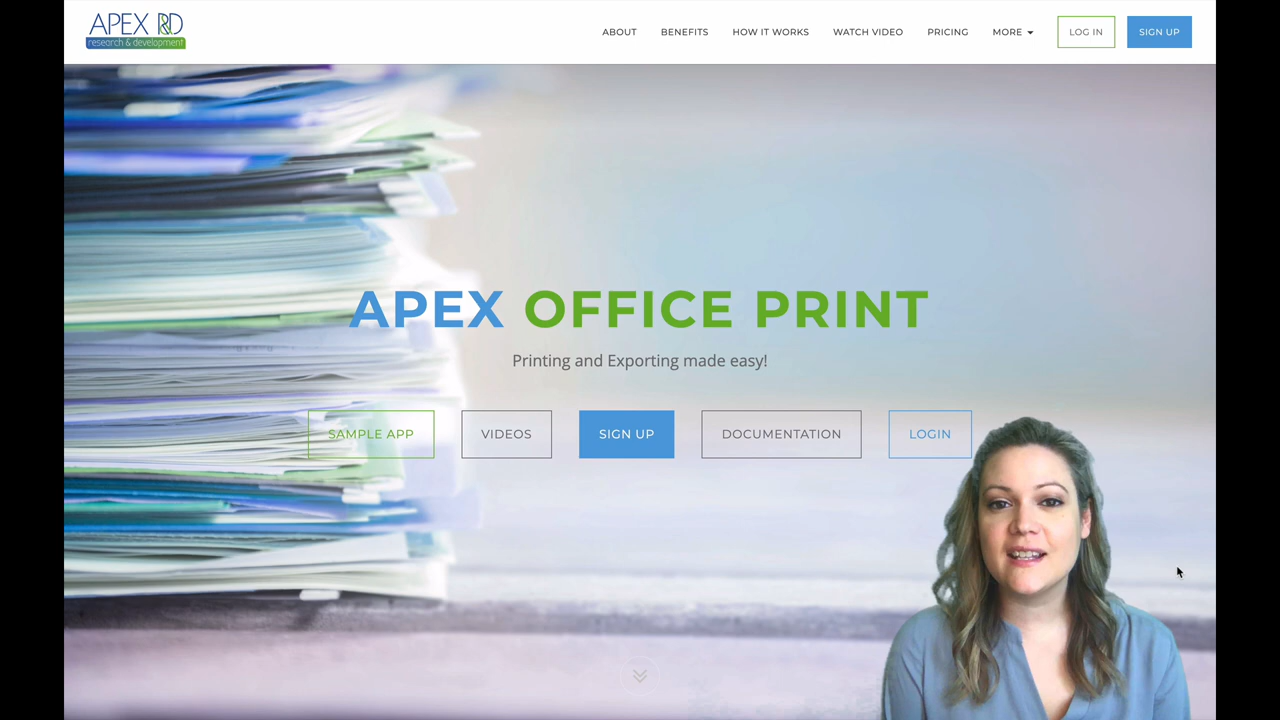 APEX R&D
research & development
ABOUT BENEFITS HOW IT WORKS WATCH VIDEO PRICING MORE LOG IN SIGN UP
APEX OFFICE PRINT
Printing and Exporting made easy!
SAMPLE APP VIDEOS SIGN UP DOCUMENTATION LOGIN